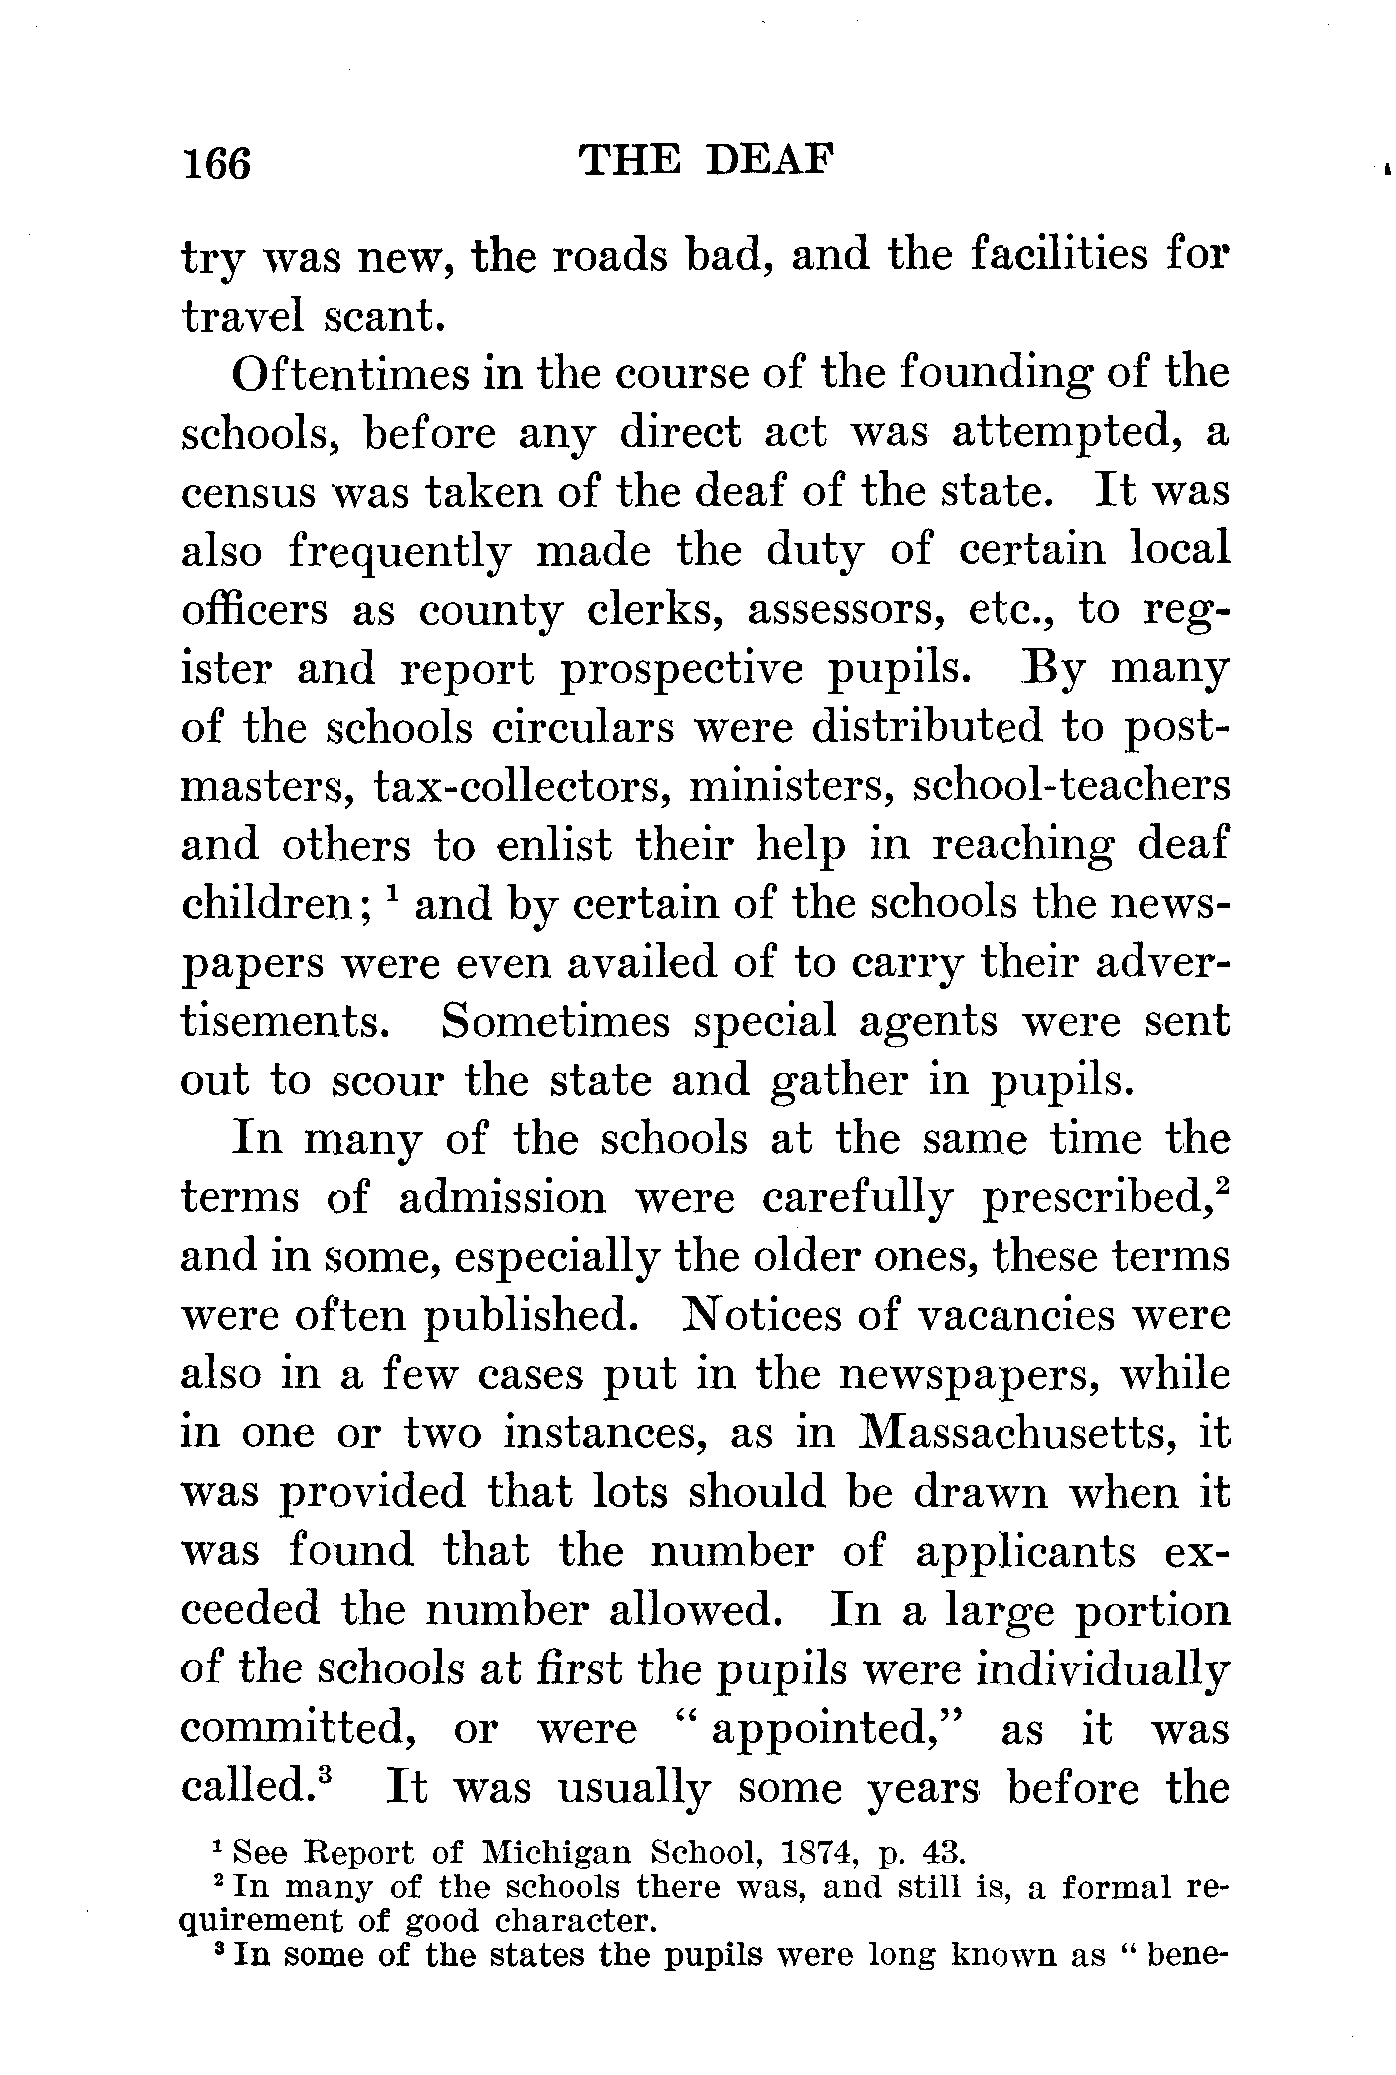 166 THE DEAF
try was new, the roads bad, and the facilities for
travel scant.
Oftentimes in the course of the founding of the
schools, before any direct act was attempted, a
census was taken of the deaf of the state. It was
also frequently made the duty of certain local
officers as county clerks, assessors, etc., to reg-
ister and report prospective pupils. By many
of the schools circulars were distributed to post-
masters, tax-collectors, ministers, school-teachers
and others to enlist their help in reaching deaf
children; ¹ and by certain of the schools the news-
papers were even availed of to carry their adver-
tisements. Sometimes special agents were sent
out to scour the state and gather in pupils.
In many of the schools at the same time the
terms of admission were carefully prescribed,²
and in some, especially the older ones, these terms
were often published. Notices of vacancies were
also in a few cases put in the newspapers, while
in one or two instances, as in Massachusetts, it
was provided that lots should be drawn when it
was found that the number of applicants ex-
ceeded the number allowed. In a large portion
of the schools at first the pupils were individually
committed, or were “ appointed,” as it was
called.³ It was usually some years before the
¹ See Report of Michigan School, 1874, p. 43.
² In many of the schools there was, and still is, a formal re-
quirement of good character.
³ In some of the states the pupils were long known as “ bene-